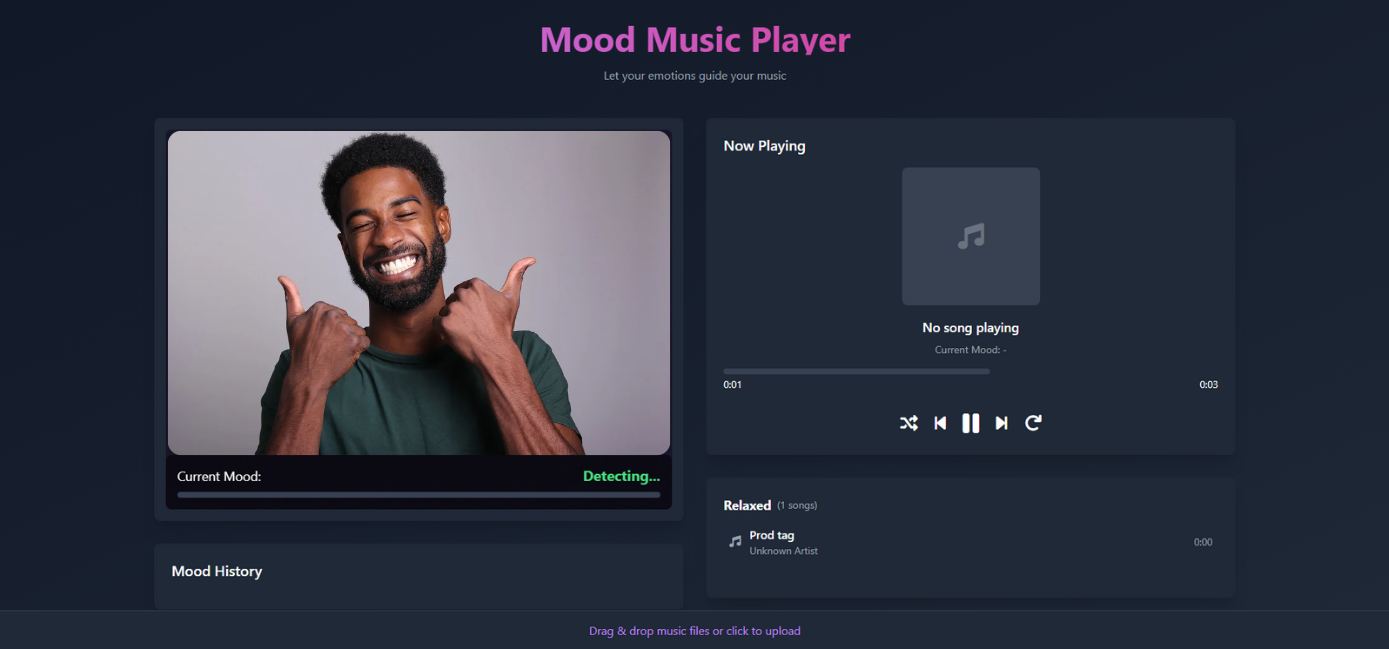 Mood Music Player
Let your emotions guide your music
Current Mood:
Detecting...
Mood History
Now Playing
No song playing
Current Mood: -
0:01
0:03
Relaxed (1 songs)
Prod tag
Unknown Artist
0:00
Drag & drop music files or click to upload